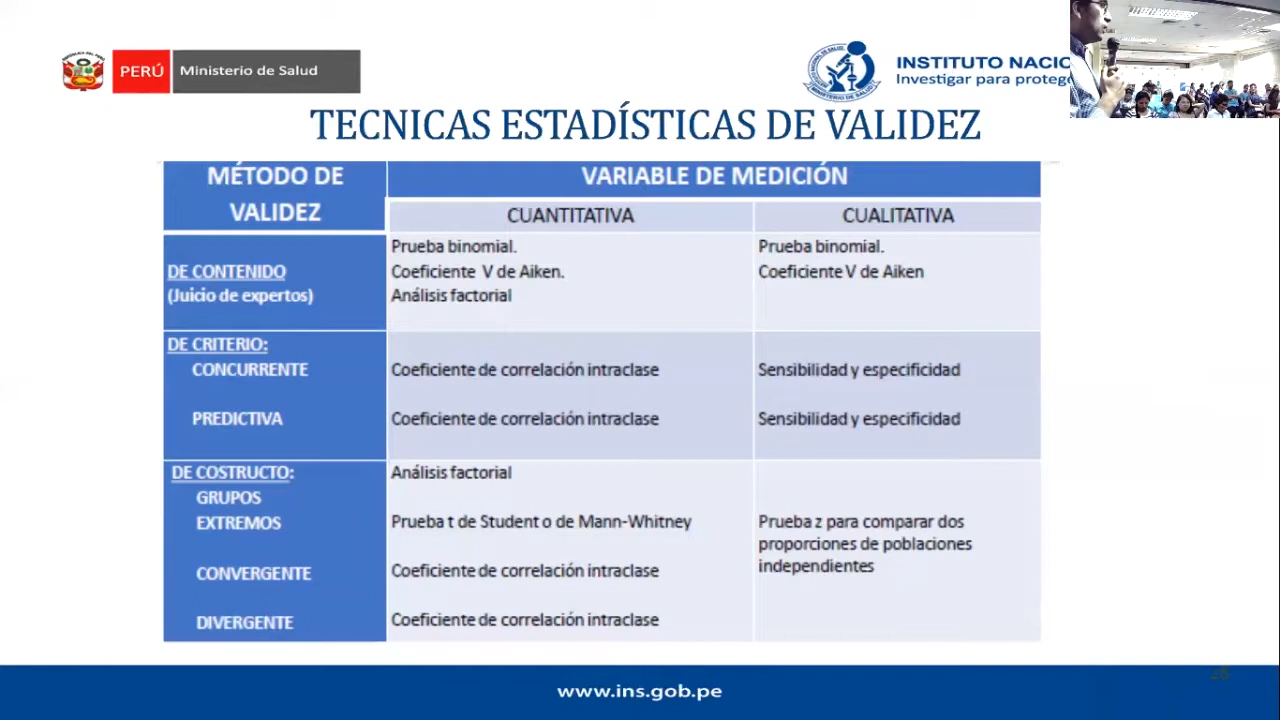 PERÚ
Ministerio de Salud
INSTITUTO NACIO
Investigar para protege
TECNICAS ESTADÍSTICAS DE VALIDEZ
MÉTODO DE
VALIDEZ
VARIABLE DE MEDICIÓN
CUANTITATIVA
CUALITATIVA
DE CONTENIDO
(Juicio de expertos)
Prueba binomial.
Coeficiente V de Aiken.
Análisis factorial
Prueba binomial.
Coeficiente V de Aiken
DE CRITERIO:
CONCURRENTE
Coeficiente de correlación intraclase
Sensibilidad y especificidad
PREDICTIVA
Coeficiente de correlación intraclase
Sensibilidad y especificidad
DE COSTRUCTO:
Análisis factorial
GRUPOS
EXTREMOS
Prueba t de Student o de Mann-Whitney
Prueba z para comparar dos
proporciones de poblaciones
independientes
CONVERGENTE
Coeficiente de correlación intraclase
DIVERGENTE
Coeficiente de correlación intraclase
www.ins.gob.pe